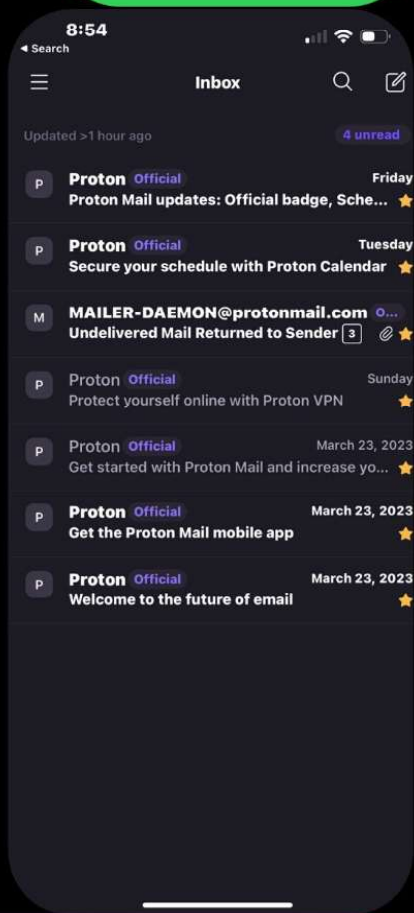 8:54
Search
Inbox
Updated >1 hour ago
4 unread
P
Proton Official
Friday
Proton Mail updates: Official badge, Sche...
P
Proton Official
Tuesday
Secure your schedule with Proton Calendar
M
MAILER-DAEMON@protonmail.com O...
Undelivered Mail Returned to Sender 3
P
Proton Official
Sunday
Protect yourself online with Proton VPN
P
Proton Official
March 23, 2023
Get started with Proton Mail and increase yo...
P
Proton Official
March 23, 2023
Get the Proton Mail mobile app
P
Proton Official
March 23, 2023
Welcome to the future of email